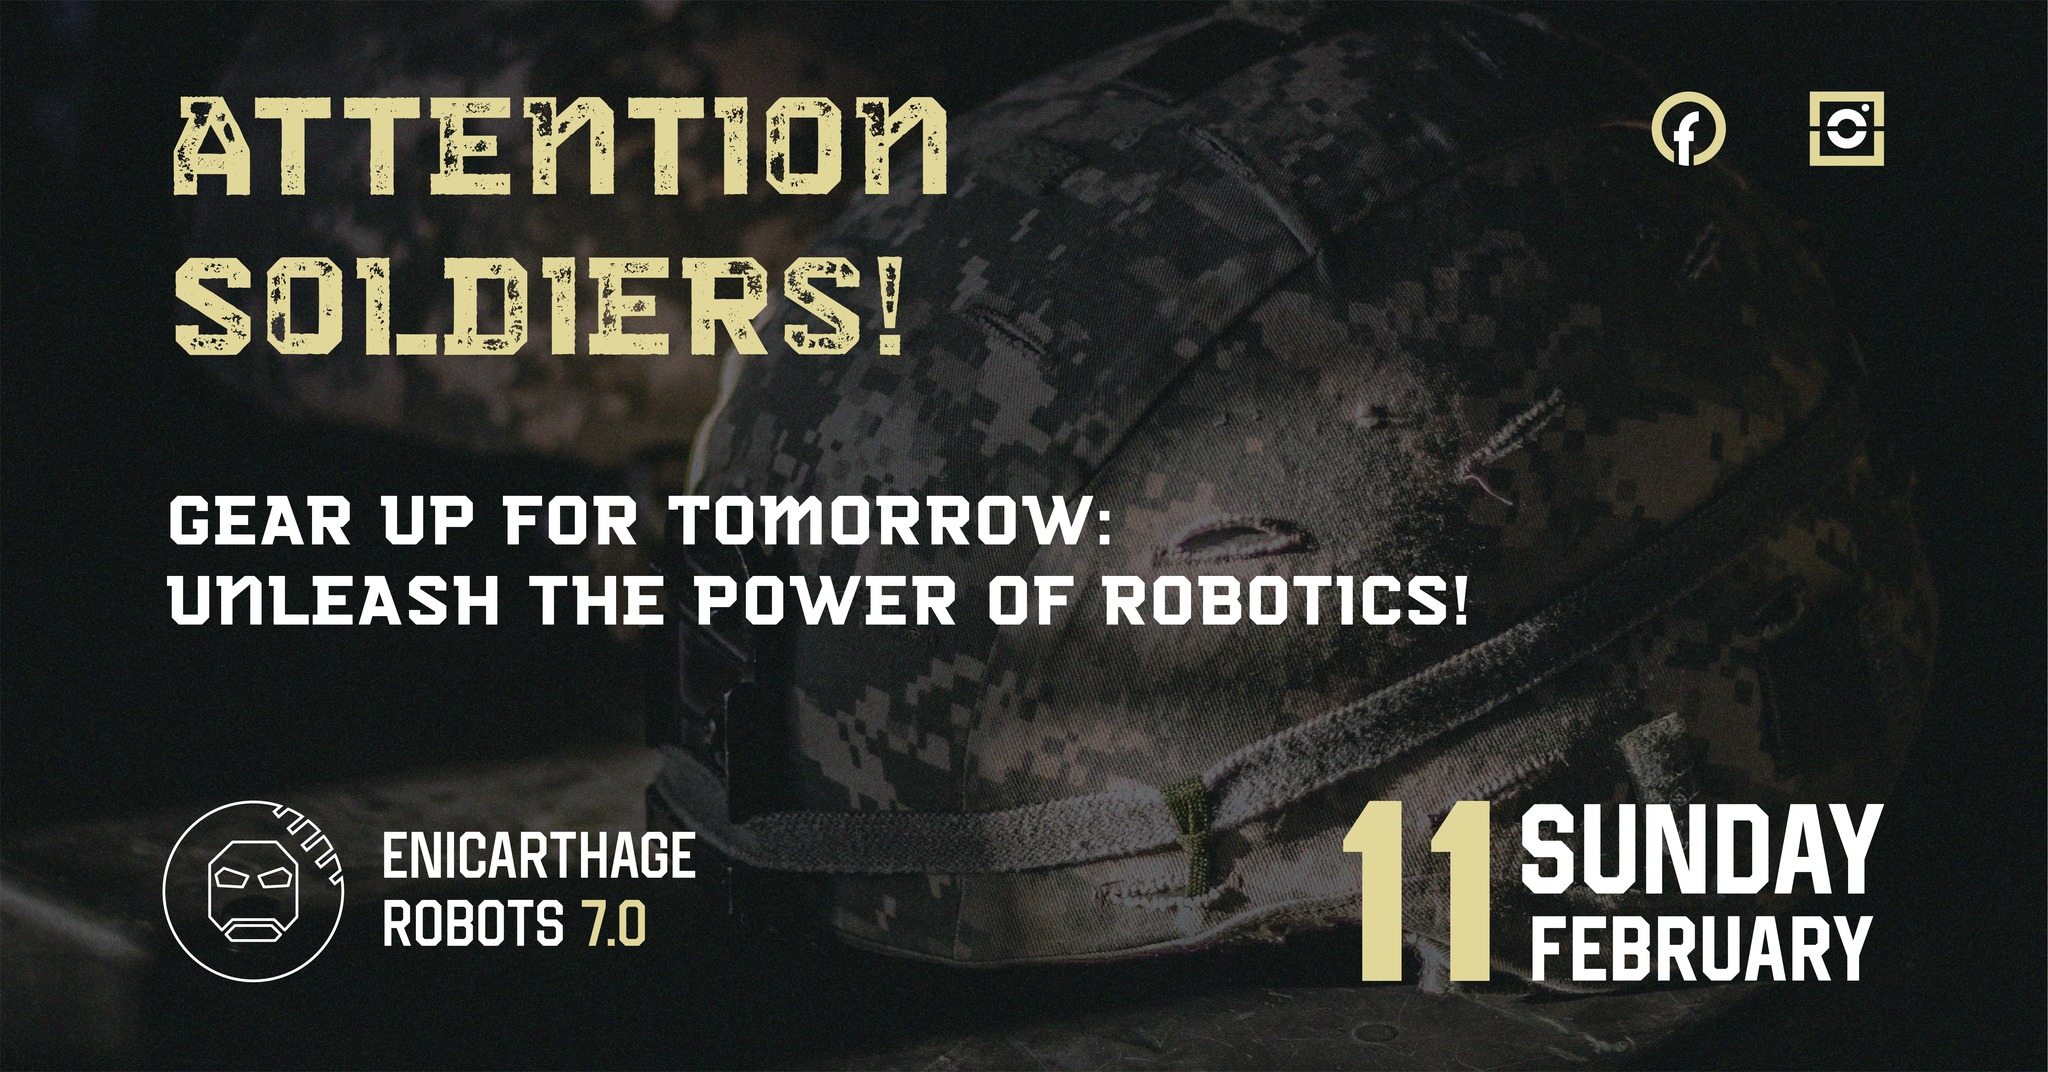 ATTENTION
SOLDIERS!
GEAR UP FOR TOMORROW:
UNLEASH THE POWER OF ROBOTICS!
ENICARTHAGE
ROBOTS 7.0
11 SUNDAY
FEBRUARY